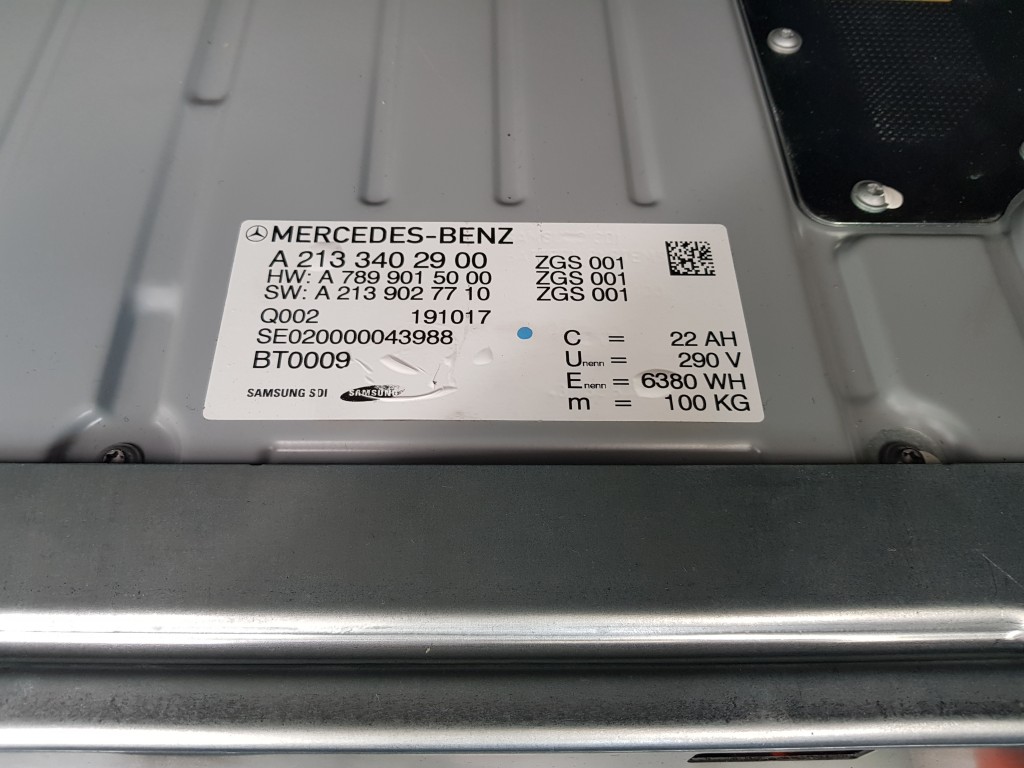 MERCEDES-BENZ
A 213 340 29 00 ZGS 001
HW: A 789 901 50 00 ZGS 001
SW: A 213 902 77 10 ZGS 001
Q002 191017
SE020000043988
BT0009
SAMSUNG SDI SAMSUNG
C = 22 AH
Unenn = 290 V
Enenn = 6380 WH
m = 100 KG